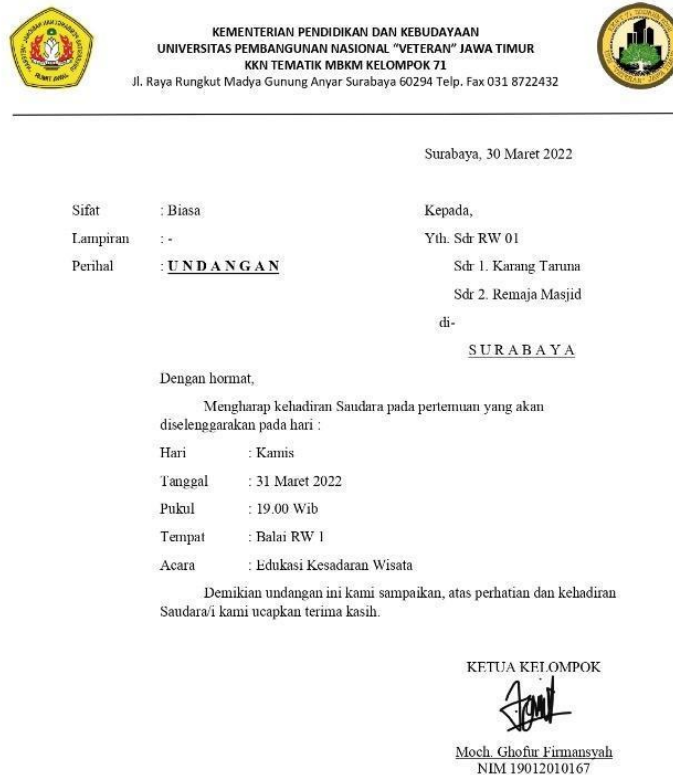 KEMENTERIAN PENDIDIKAN DAN KEBUDAYAAN
UNIVERSITAS PEMBANGUNAN NASIONAL “VETERAN” JAWA TIMUR
KKN TEMATIK MBKM KELOMPOK 71
Jl. Raya Rungkut Madya Gunung Anyar Surabaya 60294 Telp. Fax 031 8722432
Surabaya, 30 Maret 2022
Sifat : Biasa
Kepada,
Lampiran : -
Yth. Sdr RW 01
Perihal : U N D A N G A N
Sdr 1. Karang Taruna
Sdr 2. Remaja Masjid
di-
S U R A B A Y A
Dengan hormat,
Mengharap kehadiran Saudara pada pertemuan yang akan
diselenggarakan pada hari :
Hari : Kamis
Tanggal : 31 Maret 2022
Pukul : 19.00 Wib
Tempat : Balai RW 1
Acara : Edukasi Kesadaran Wisata
Demikian undangan ini kami sampaikan, atas perhatian dan kehadiran
Saudara/i kami ucapkan terima kasih.
KETUA KELOMPOK
Moch. Ghofur Firmansyah
NIM 19012010167